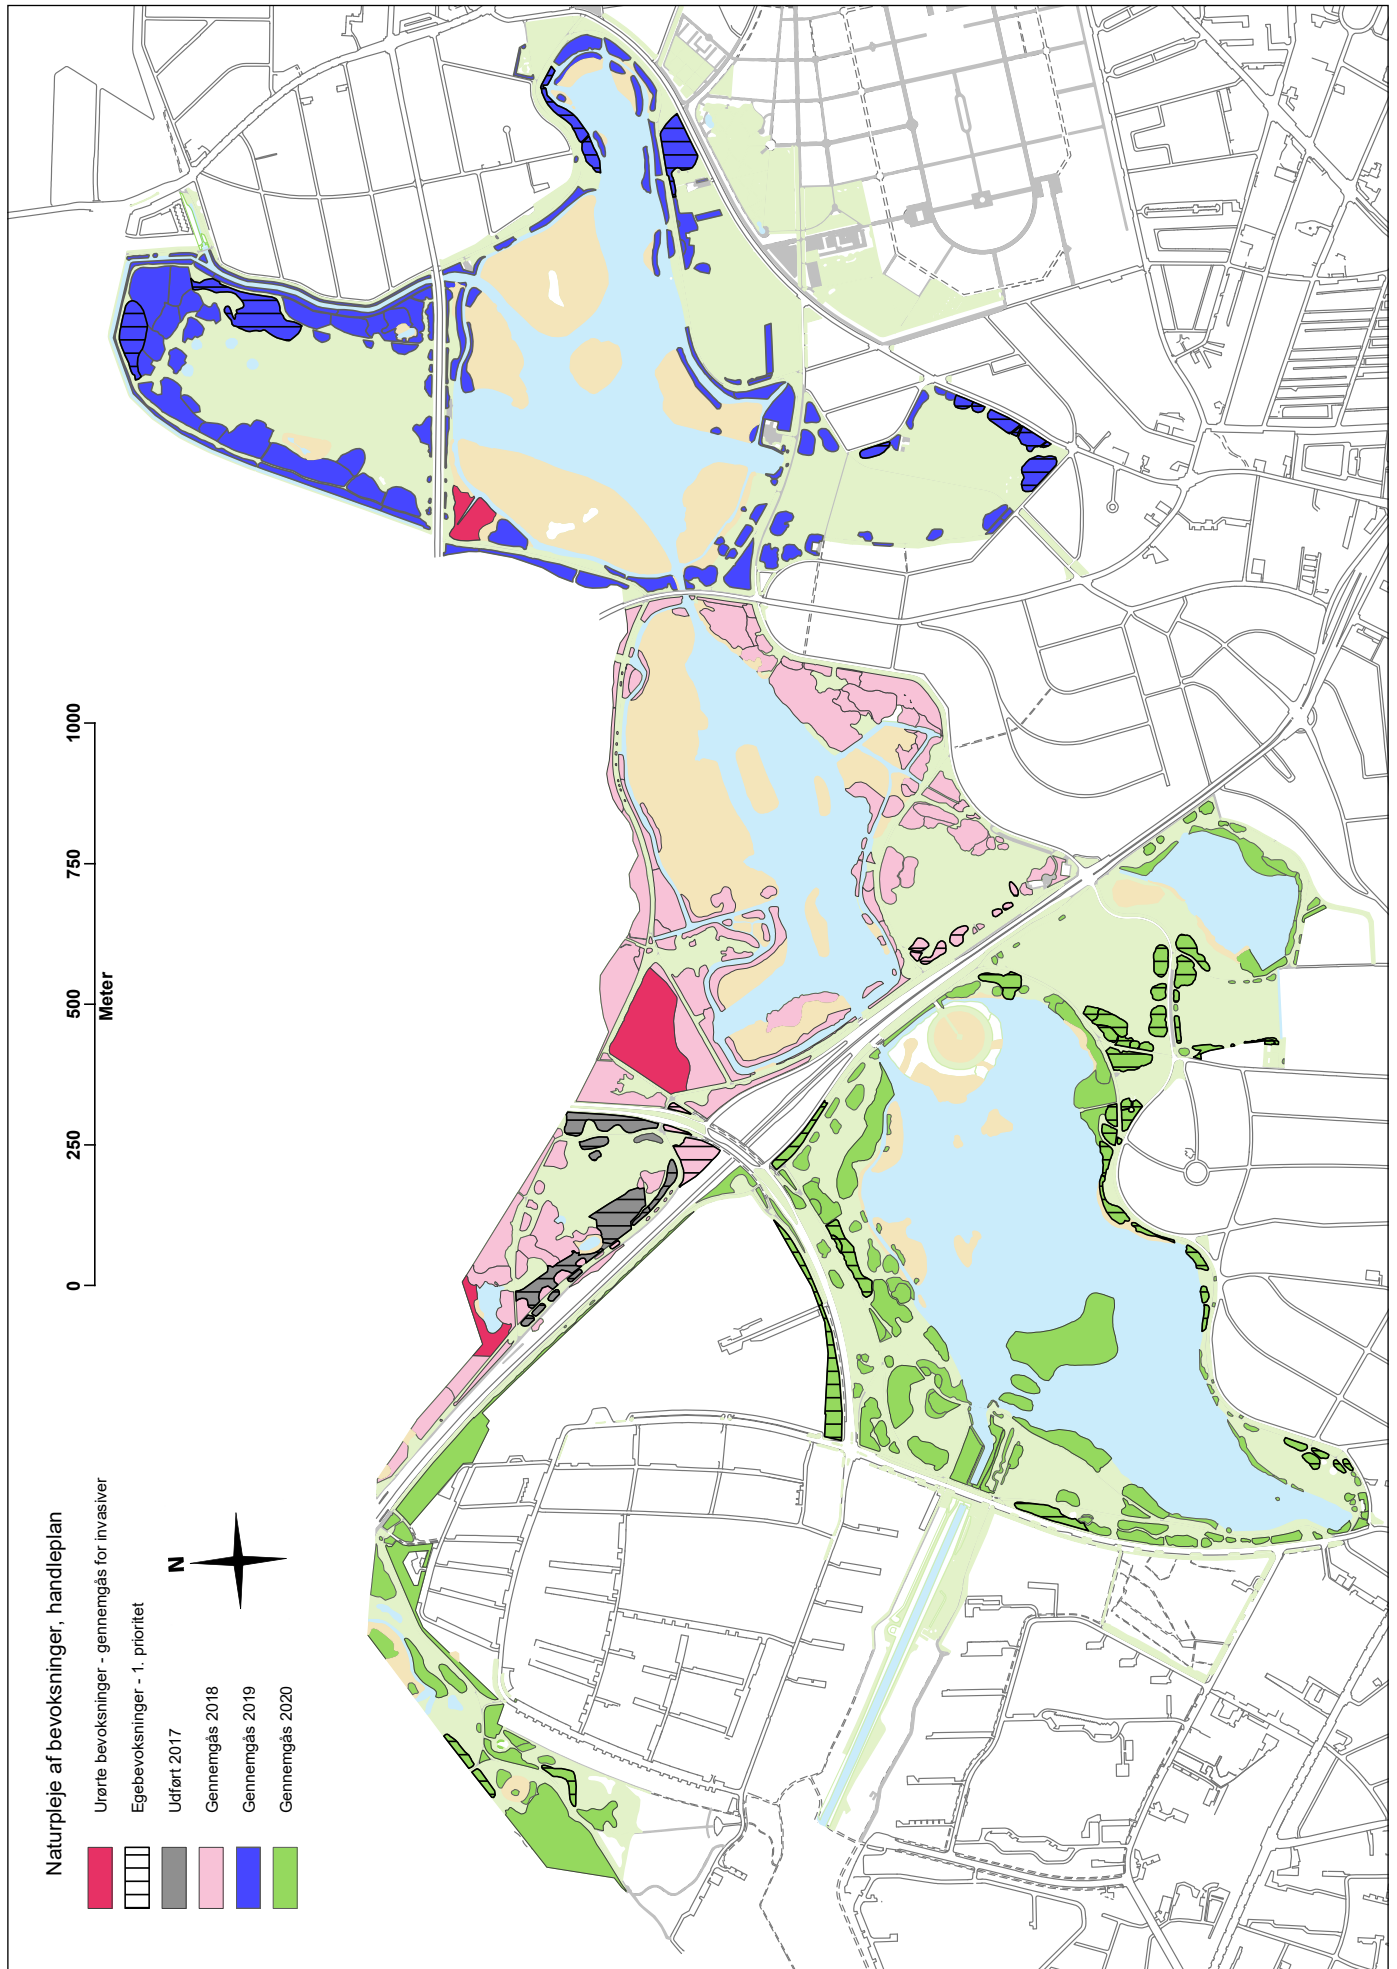 Naturpleje af bevoksninger, handleplan
Urørte bevoksninger - gennemgås for invasiver
Egebevoksninger - 1. prioritet
Udført 2017
Gennemgås 2018
Gennemgås 2019
Gennemgås 2020
N
0 250 500 750 1000
Meter